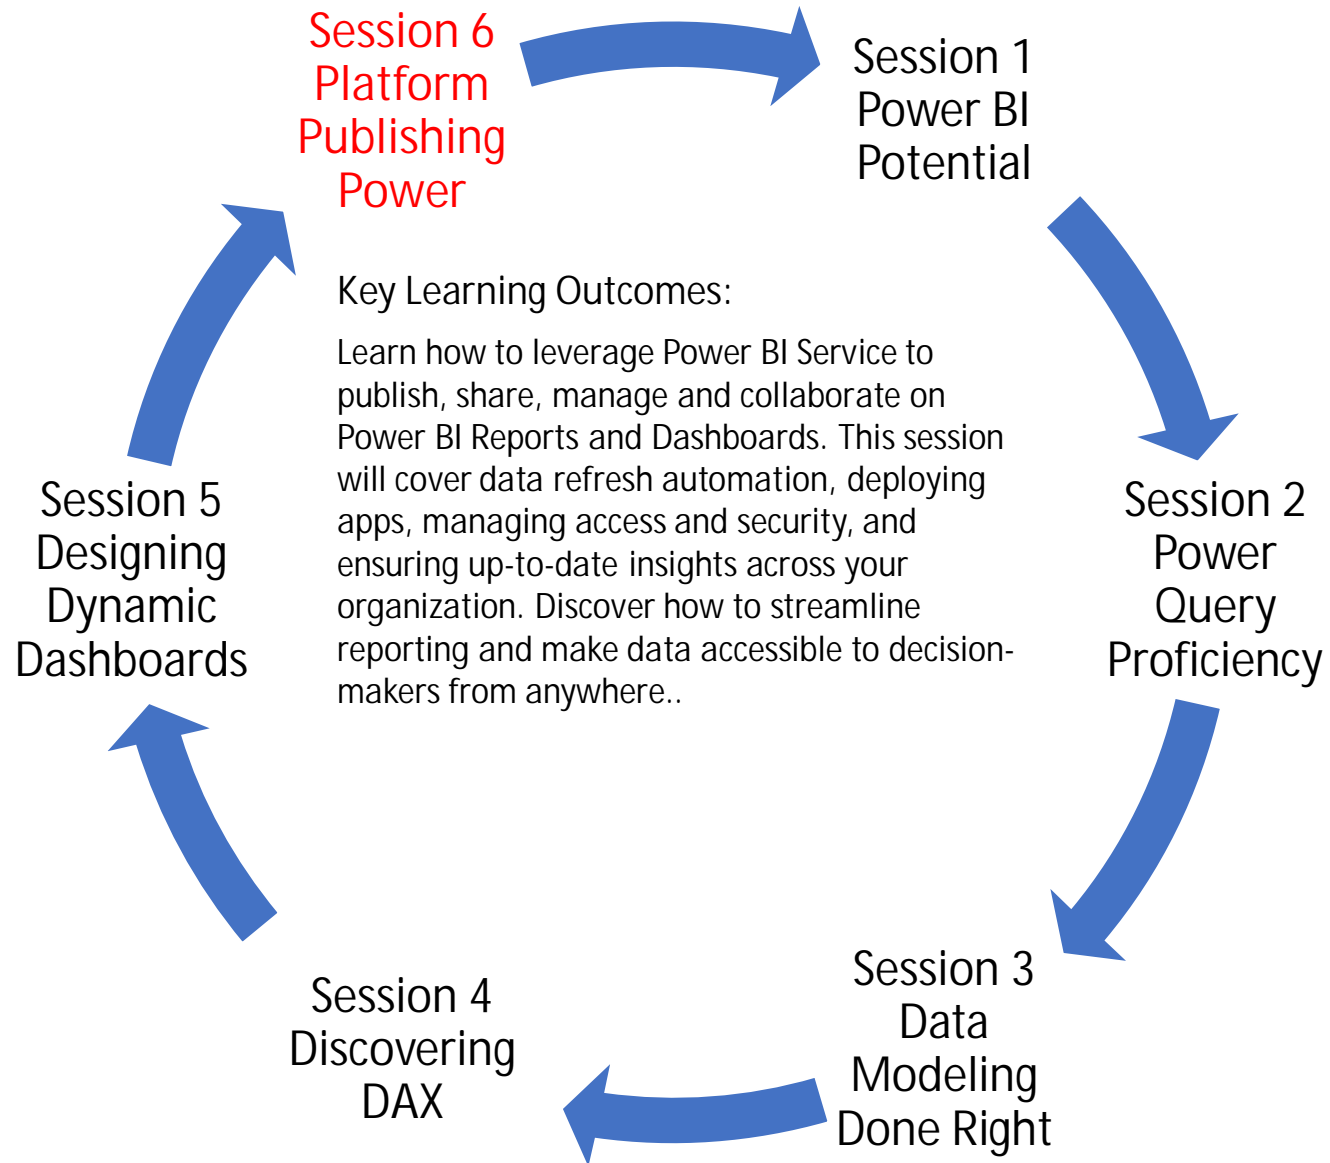 Session 6
Platform
Publishing
Power
Session 1
Power BI
Potential
Key Learning Outcomes:
Learn how to leverage Power BI Service to
publish, share, manage and collaborate on
Power BI Reports and Dashboards. This session
will cover data refresh automation, deploying
apps, managing access and security, and
ensuring up-to-date insights across your
organization. Discover how to streamline
reporting and make data accessible to decision-
makers from anywhere..
Session 2
Power
Query
Proficiency
Session 3
Data
Modeling
Done Right
Session 4
Discovering
DAX
Session 5
Designing
Dynamic
Dashboards